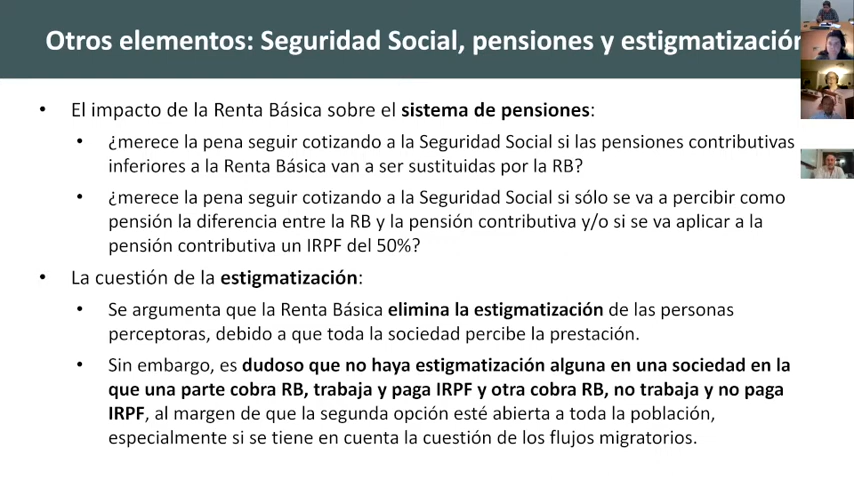 Otros elementos: Seguridad Social, pensiones y estigmatización
• El impacto de la Renta Básica sobre el sistema de pensiones:
• ¿merece la pena seguir cotizando a la Seguridad Social si las pensiones contributivas
inferiores a la Renta Básica van a ser sustituidas por la RB?
• ¿merece la pena seguir cotizando a la Seguridad Social si sólo se va a percibir como
pensión la diferencia entre la RB y la pensión contributiva y/o si se va aplicar a la
pensión contributiva un IRPF del 50%?
• La cuestión de la estigmatización:
• Se argumenta que la Renta Básica elimina la estigmatización de las personas
perceptoras, debido a que toda la sociedad percibe la prestación.
• Sin embargo, es dudoso que no haya estigmatización alguna en una sociedad en la
que una parte cobra RB, trabaja y paga IRPF y otra cobra RB, no trabaja y no paga
IRPF, al margen de que la segunda opción esté abierta a toda la población,
especialmente si se tiene en cuenta la cuestión de los flujos migratorios.